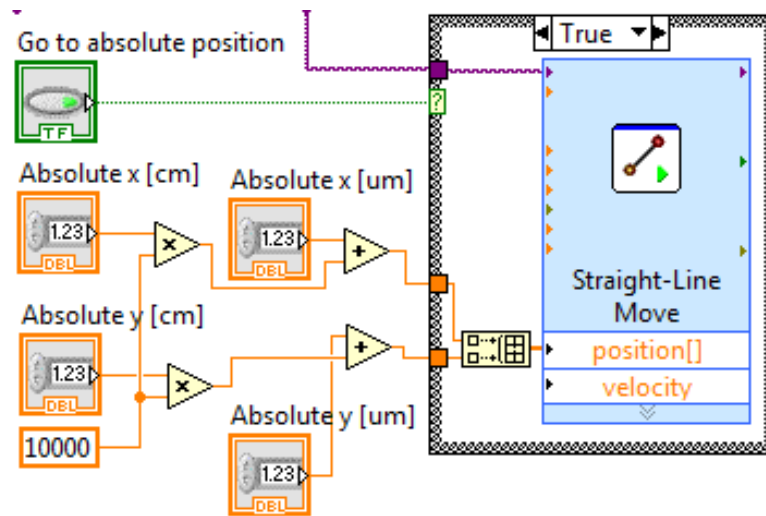 Go to absolute position
True
TF
?
Absolute x [cm]
Absolute x [um]
1.23
DBL
1.23
DBL
×
+
Straight-Line
Move
Absolute y [cm]
1.23
DBL
×
+
position[]
velocity
Absolute y [um]
10000
1.23
DBL